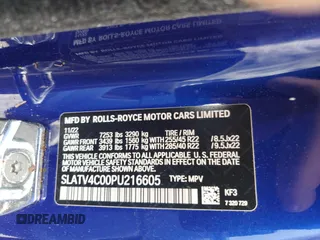 MFD BY ROLLS-ROYCE MOTOR CARS LIMITED
11/22
GVWR 7253 lbs 3290 kg TIRE / RIM
GAWR FRONT 3439 lbs 1560 kg 255/45 R22 / 8.5Jx22
GAWR REAR 3913 lbs 1775 kg 285/40 R22 / 9.5Jx22
THIS VEHICLE CONFORMS TO ALL APPLICABLE
FEDERAL MOTOR VEHICLE SAFETY STANDARDS IN
EFFECT ON THE DATE OF MANUFACTURE SHOWN ABOVE.
SLATV4C00PU216605 TYPE: MPV
KF3
7 220 729
DREAMBID